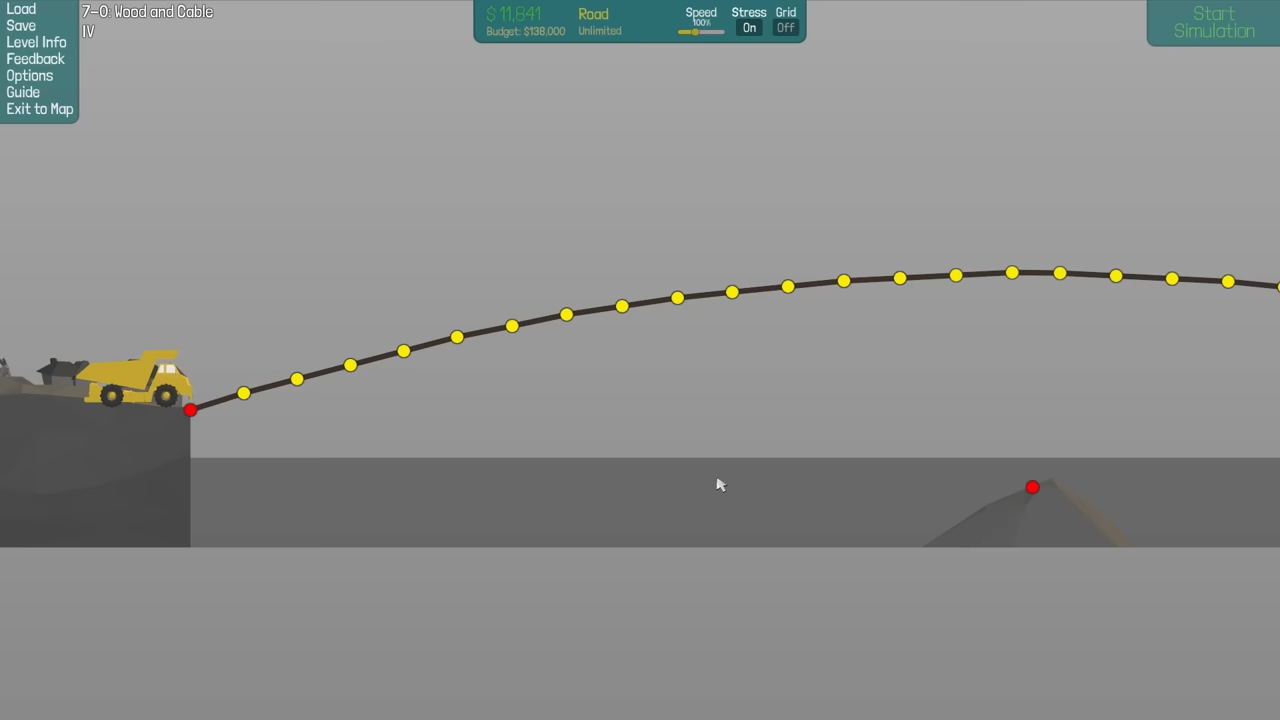 Load
Save
Level Info
Feedback
Options
Guide
Exit to Map
7-0: Wood and Cable
IV
$ 11,841
Budget: $138,000
Road
Unlimited
Speed
100%
Stress
On
Grid
Off
Start
Simulation